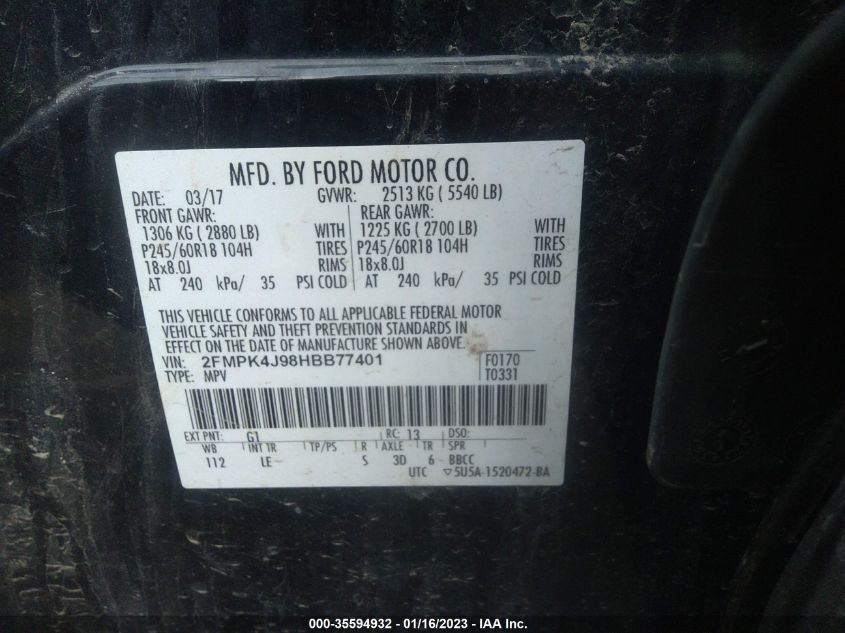 MFD. BY FORD MOTOR CO.
DATE: 03/17 GVWR: 2513 KG ( 5540 LB)
FRONT GAWR: REAR GAWR:
1306 KG ( 2880 LB) WITH 1225 KG ( 2700 LB) WITH
P245/60R18 104H TIRES P245/60R18 104H TIRES
18x8.0J RIMS 18x8.0J RIMS
AT 240 kPa/ 35 PSI COLD AT 240 kPa/ 35 PSI COLD
THIS VEHICLE CONFORMS TO ALL APPLICABLE FEDERAL MOTOR
VEHICLE SAFETY AND THEFT PREVENTION STANDARDS IN
EFFECT ON THE DATE OF MANUFACTURE SHOWN ABOVE.
VIN: 2FMPK4J98HBB77401 F0170
TYPE: MPV T0331
EXT PNT: G1 RC: 13 DSO:
WB INT TR TP/PS R AXLE TR SPR
112 LE S 3D 6 BBCC
UTC ▽5U5A-1520472-BA
000-35594932 - 01/16/2023 - IAA Inc.